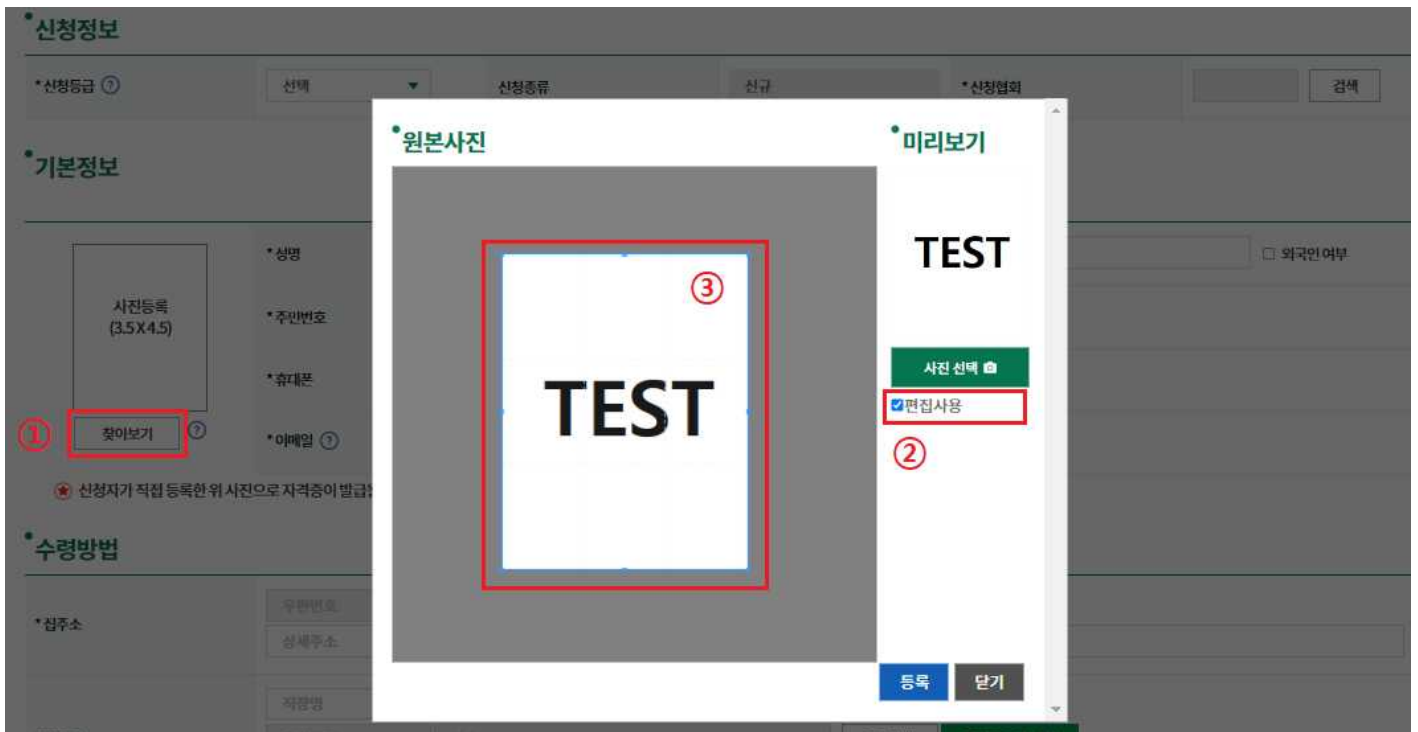 신청정보
*신청등급 ? 선택 신청종류 신규 *신청협회 검색
기본정보
사진등록
(3.5X4.5)
찾아보기 ?
①
*성명 외국인 여부
*주민번호
*휴대폰
*이메일 ?
신청자가 직접 등록한 위 사진으로 자격증이 발급
수령방법
*집주소
우편번호
상세주소
직장명
원본사진
③
TEST
미리보기
TEST
사진 선택
편집사용
②
등록 닫기